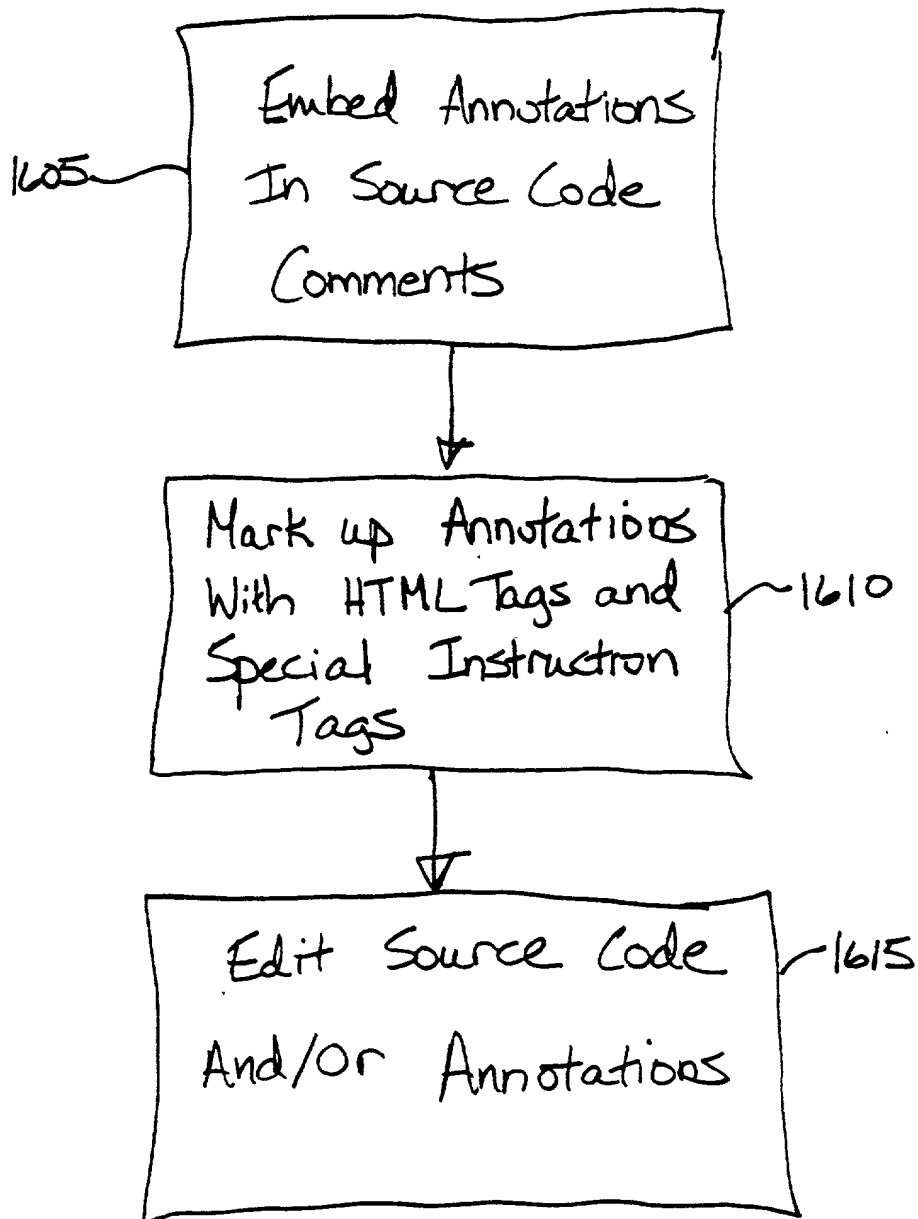 Embed Annotations
1605 In Source Code
Comments
Mark up Annotations
With HTML Tags and 1610
Special Instruction
Tags
Edit Source Code 1615
And/Or Annotations